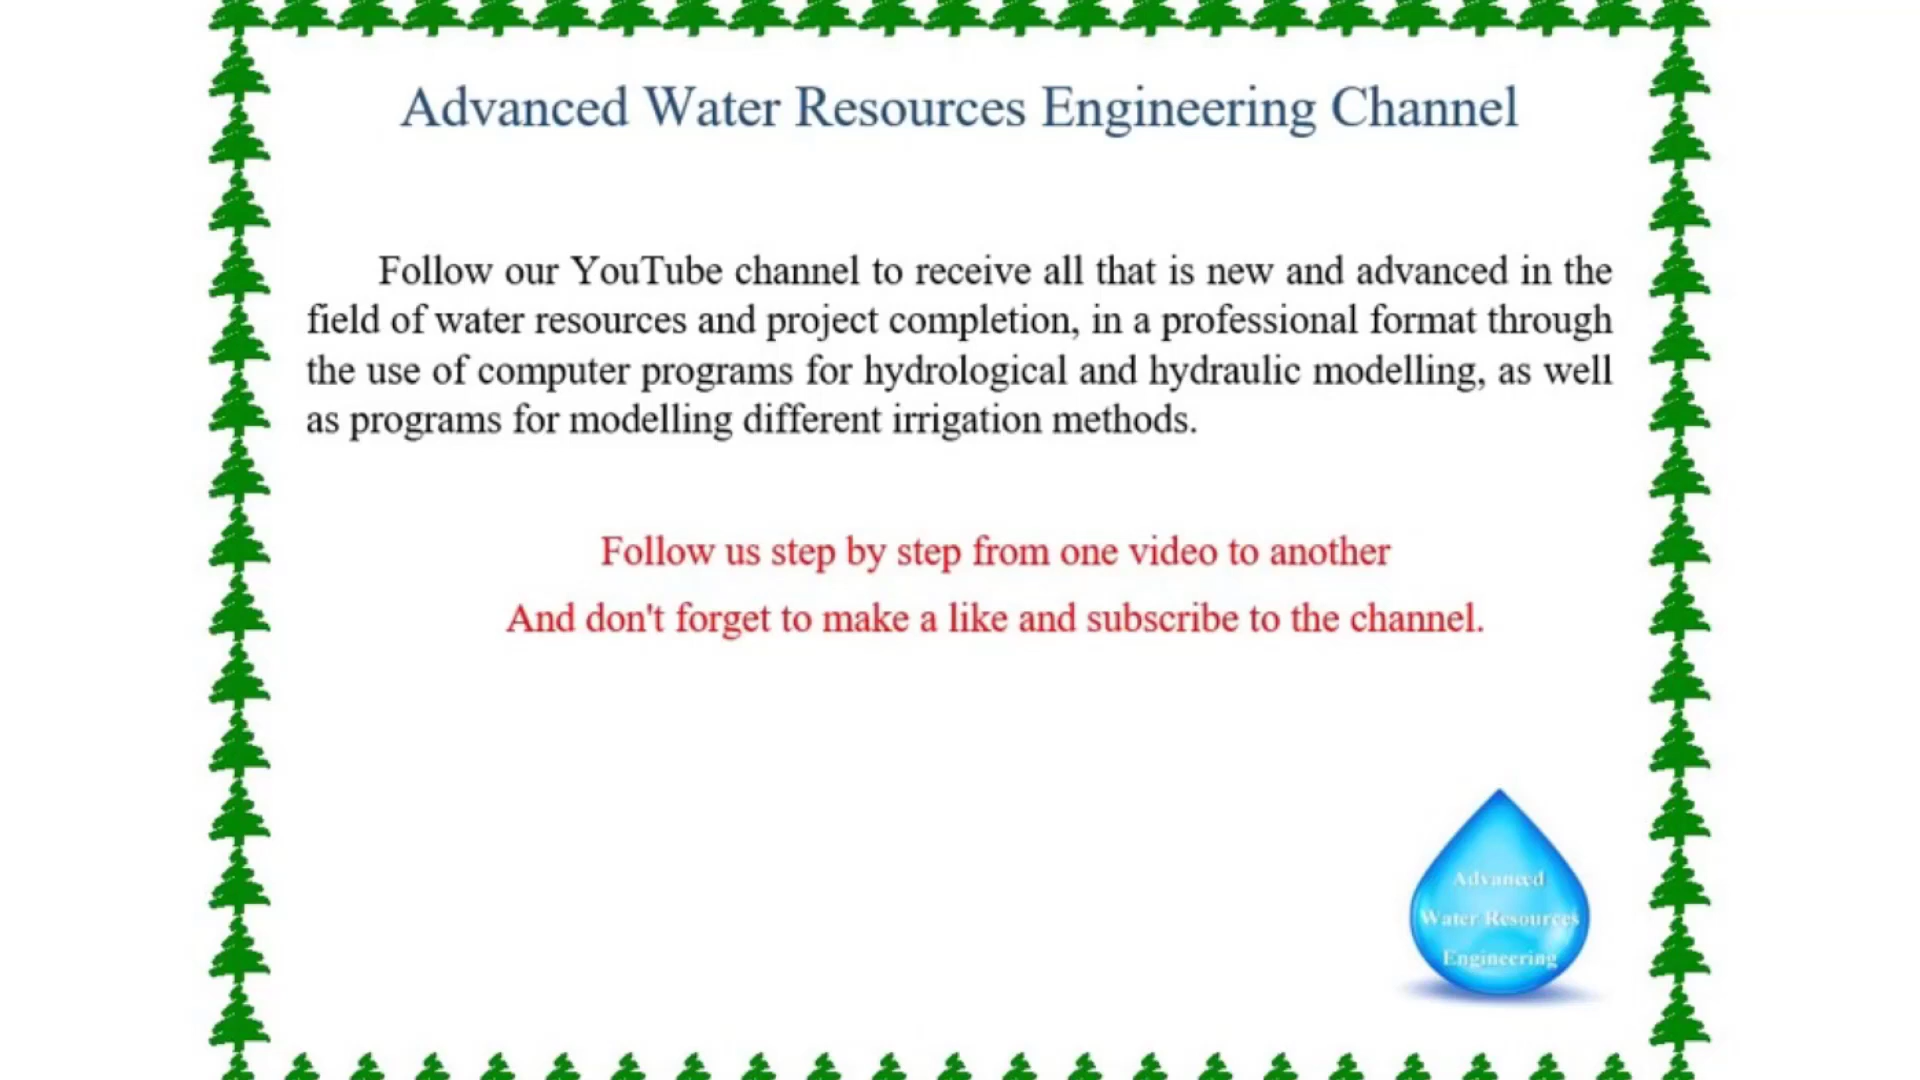 Advanced Water Resources Engineering Channel
Follow our YouTube channel to receive all that is new and advanced in the
field of water resources and project completion, in a professional format through
the use of computer programs for hydrological and hydraulic modelling, as well
as programs for modelling different irrigation methods.
Follow us step by step from one video to another
And don't forget to make a like and subscribe to the channel.
Advanced
Water Resources
Engineering